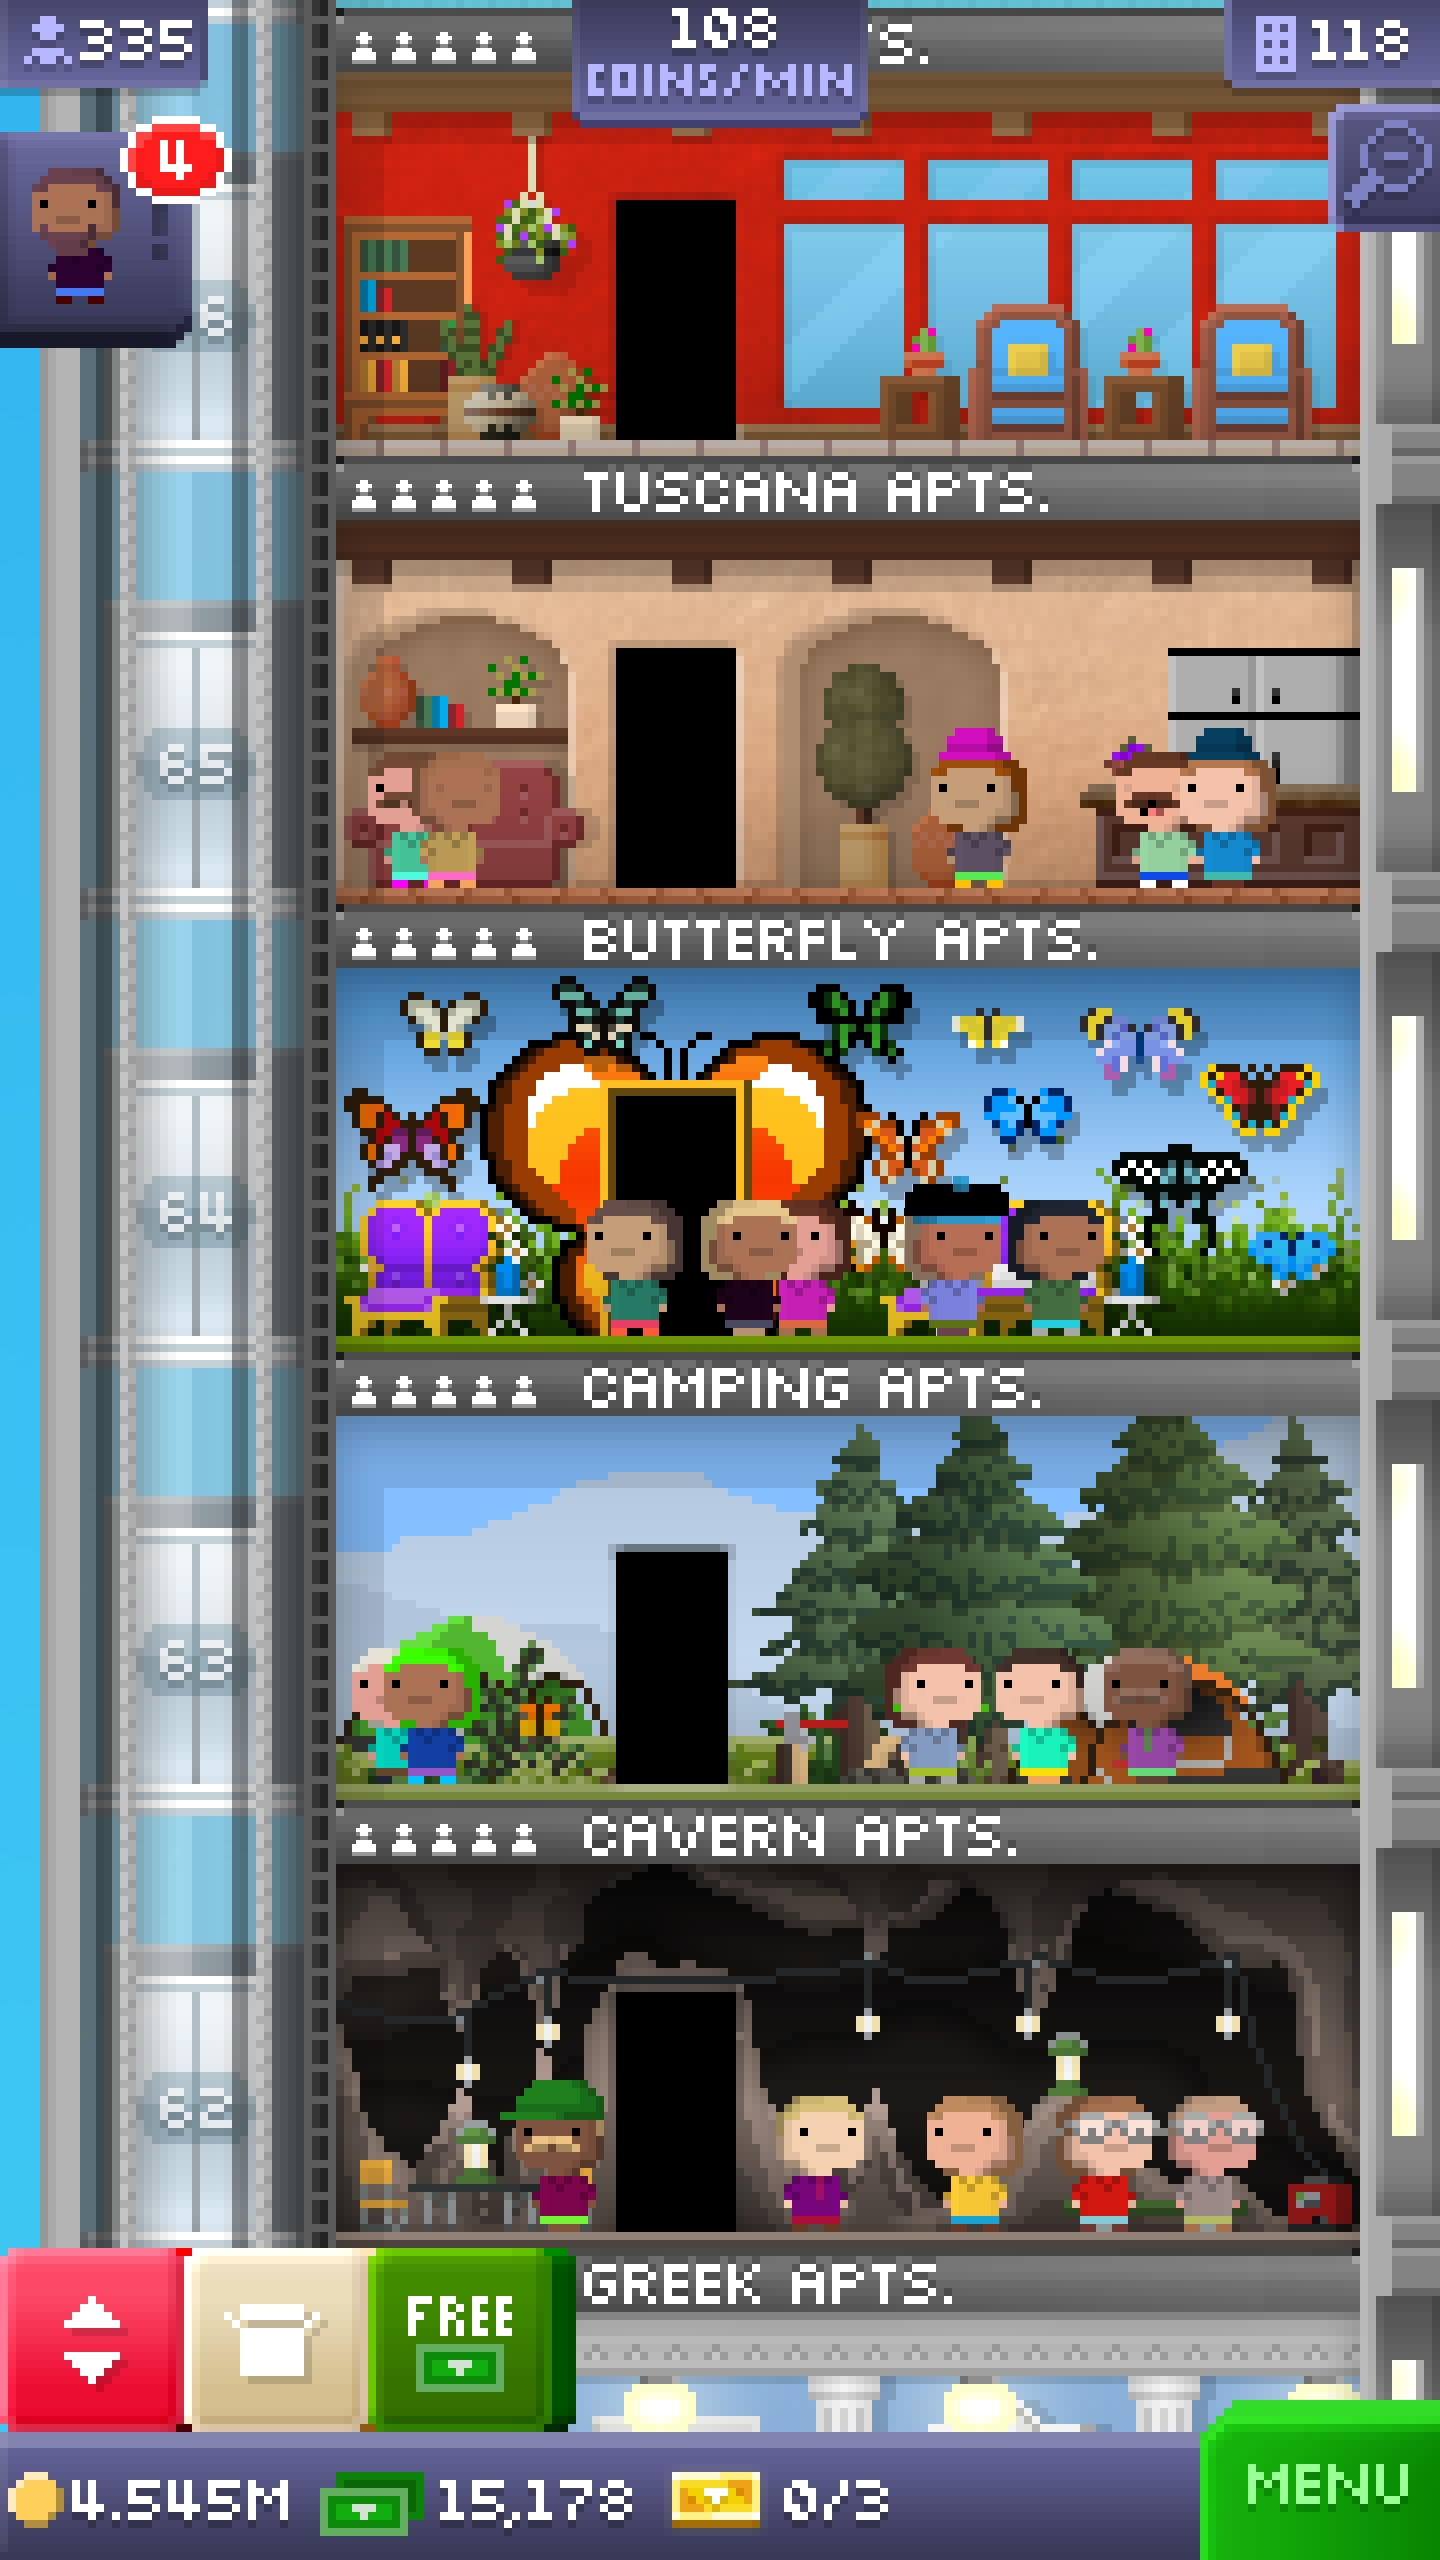 335
108
COINS/MIN
S.
118
4
6
TUSCANA APTS.
65
BUTTERFLY APTS.
64
CAMPING APTS.
63
CAVERN APTS.
62
GREEK APTS.
FREE
4.545M
15,178
0/3
MENU